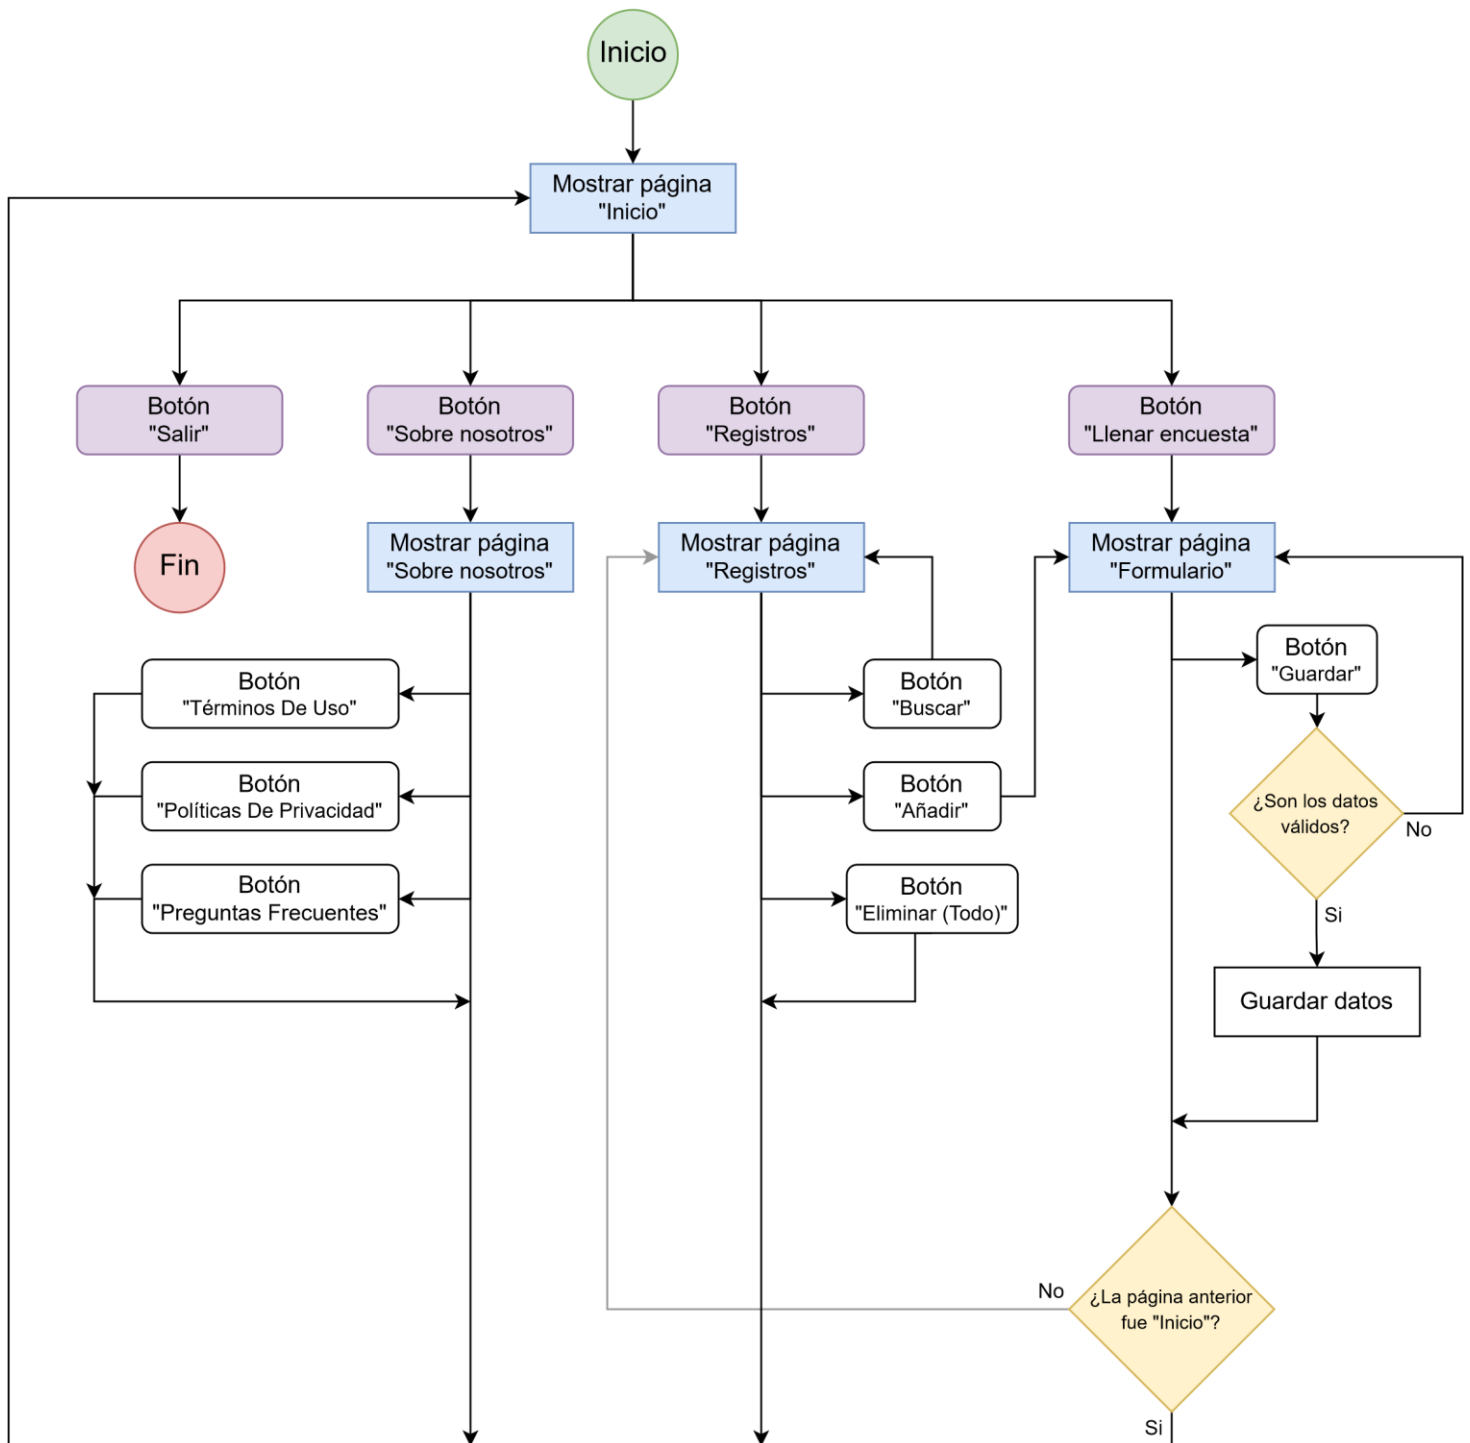 Inicio
Mostrar página
"Inicio"
Botón
"Salir"
Botón
"Sobre nosotros"
Botón
"Registros"
Botón
"Llenar encuesta"
Fin
Mostrar página
"Sobre nosotros"
Mostrar página
"Registros"
Mostrar página
"Formulario"
Botón
"Términos De Uso"
Botón
"Políticas De Privacidad"
Botón
"Preguntas Frecuentes"
Botón
"Buscar"
Botón
"Añadir"
Botón
"Eliminar (Todo)"
Botón
"Guardar"
¿Son los datos
válidos?
No
Si
Guardar datos
¿La página anterior
fue "Inicio"?
No
Si